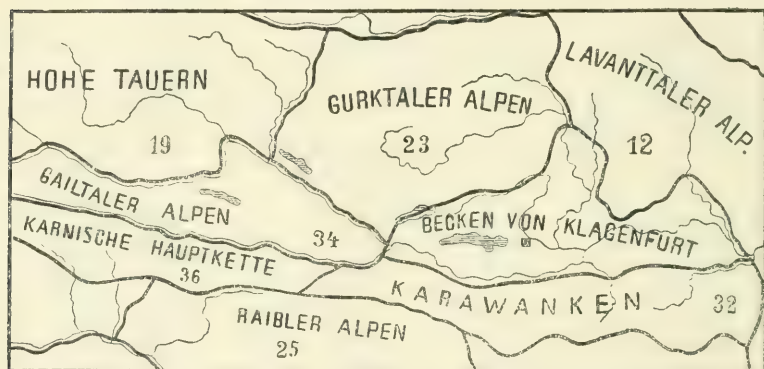 HOHE TAUERN
19
GURKTALER ALPEN
23
LAVANTTALER ALP.
12
GAILTALER ALPEN
34
BECKEN VON KLAGENFURT
KARNISCHE HAUPTKETTE
36
KARAWANKEN
32
RAIBLER ALPEN
25